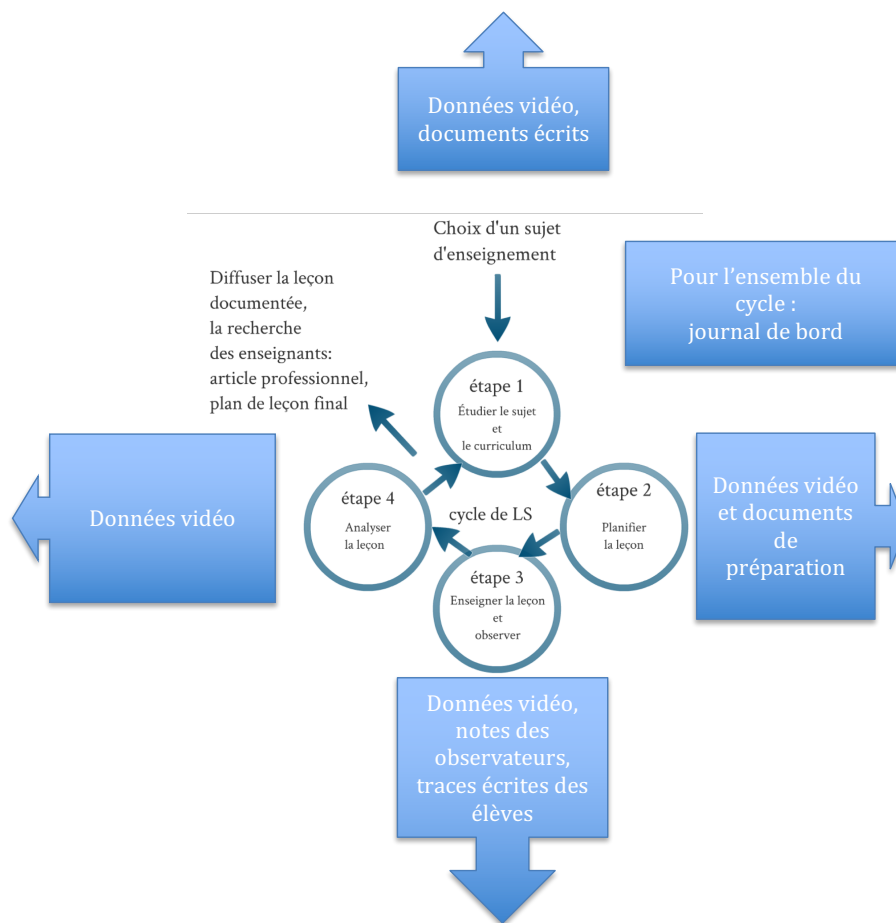 Données vidéo,
documents écrits
Choix d'un sujet
d'enseignement
Pour l'ensemble du
cycle :
journal de bord
Diffuser la leçon
documentée,
la recherche
des enseignants:
article professionnel,
plan de leçon final
étape 1
Étudier le sujet
et
le curriculum
Données vidéo
étape 4
Analyser
la leçon
cycle de LS
étape 2
Planifier
la leçon
Données vidéo
et documents
de
préparation
étape 3
Enseigner la leçon
et
observer
Données vidéo,
notes des
observateurs,
traces écrites des
élèves